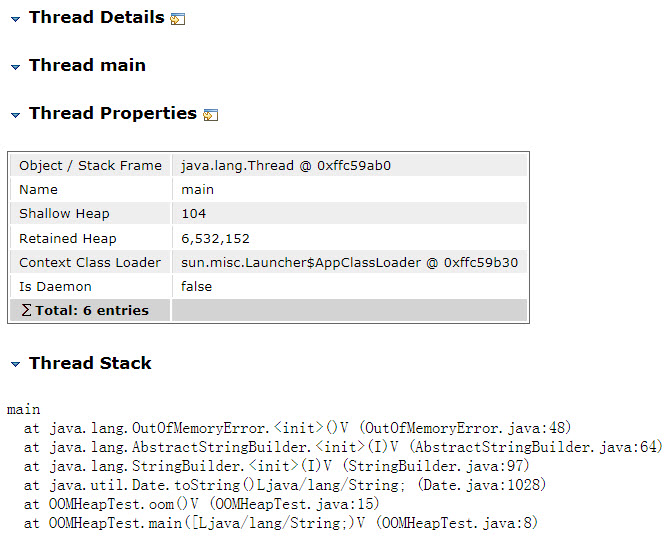 Thread Details
Thread main
Thread Properties
Object / Stack Frame java.lang.Thread @ 0xffc59ab0
Name main
Shallow Heap 104
Retained Heap 6,532,152
Context Class Loader sun.misc.Launcher$AppClassLoader @ 0xffc59b30
Is Daemon false
∑ Total: 6 entries
Thread Stack
main
at java.lang.OutOfMemoryError.<init>()V (OutOfMemoryError.java:48)
at java.lang.AbstractStringBuilder.<init>(I)V (AbstractStringBuilder.java:64)
at java.lang.StringBuilder.<init>(I)V (StringBuilder.java:97)
at java.util.Date.toString()Ljava/lang/String; (Date.java:1028)
at OOMHeapTest.oom()V (OOMHeapTest.java:15)
at OOMHeapTest.main([Ljava/lang/String;)V (OOMHeapTest.java:8)